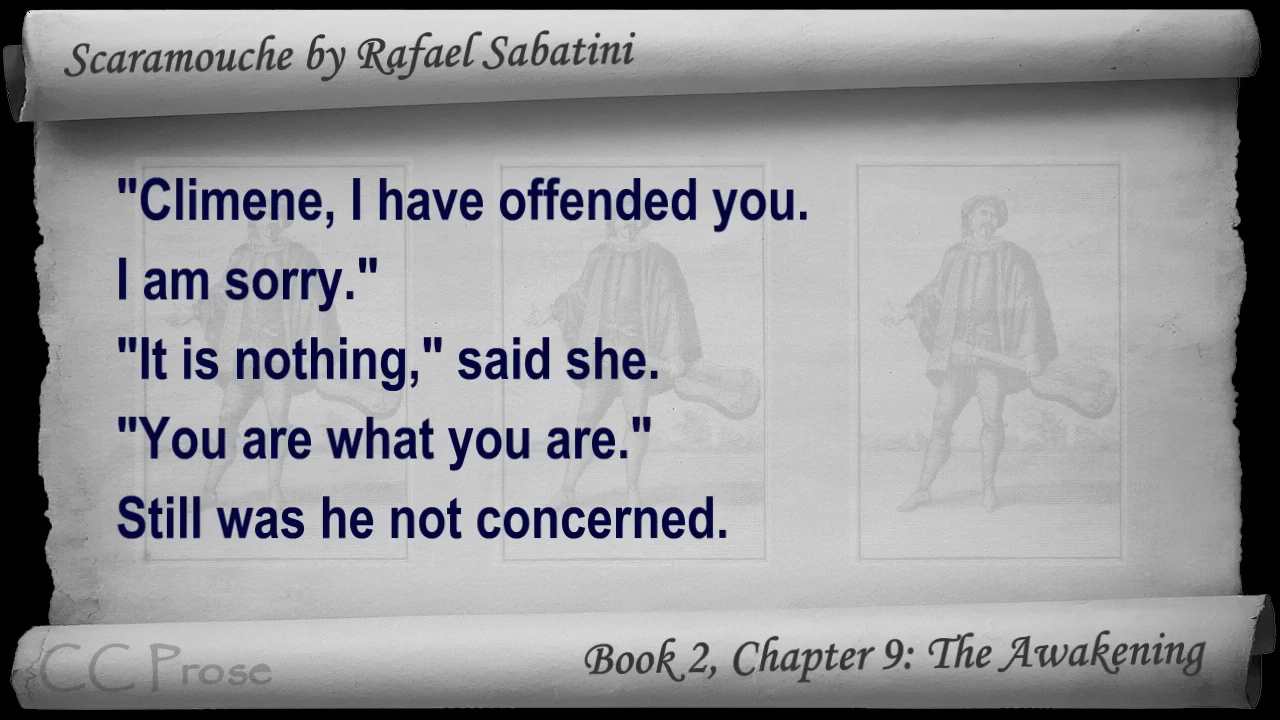 Scaramouche by Rafael Sabatini
"Climene, I have offended you.
I am sorry."
"It is nothing," said she.
"You are what you are."
Still was he not concerned.
CC Prose
Book 2, Chapter 9: The Awakening